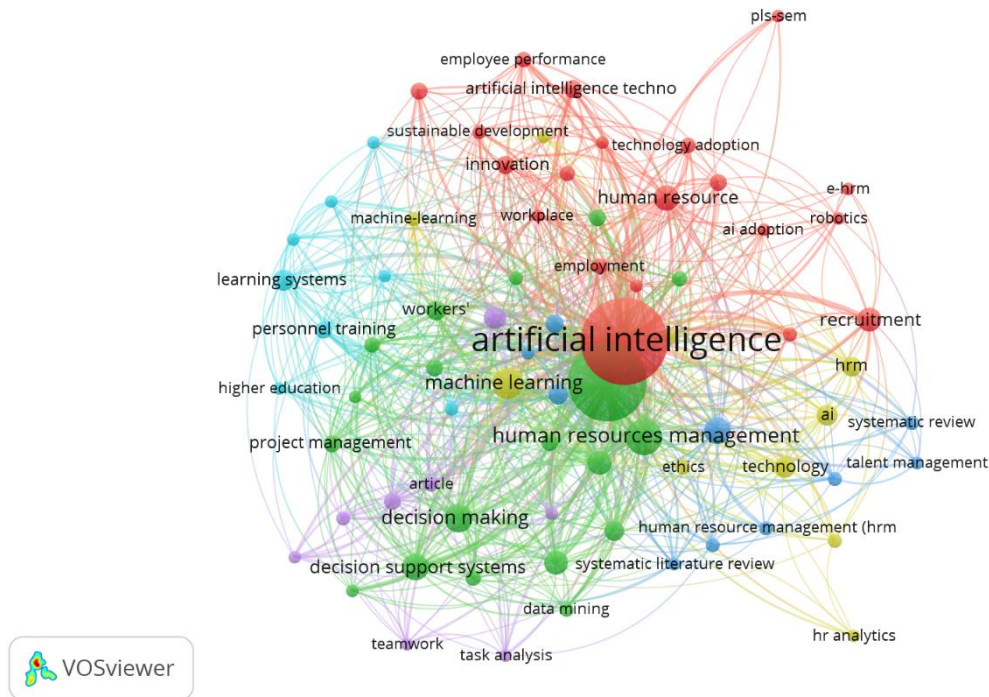 pls-sem
employee performance
artificial intelligence techno
sustainable development
technology adoption
innovation
human resource
e-hrm
machine-learning
workplace
robotics
ai adoption
employment
learning systems
workers'
recruitment
personnel training
artificial intelligence
hrm
machine learning
higher education
ai
systematic review
project management
human resources management
ethics
technology
talent management
article
decision making
human resource management (hrm
decision support systems
systematic literature review
data mining
hr analytics
teamwork
task analysis
VOSviewer